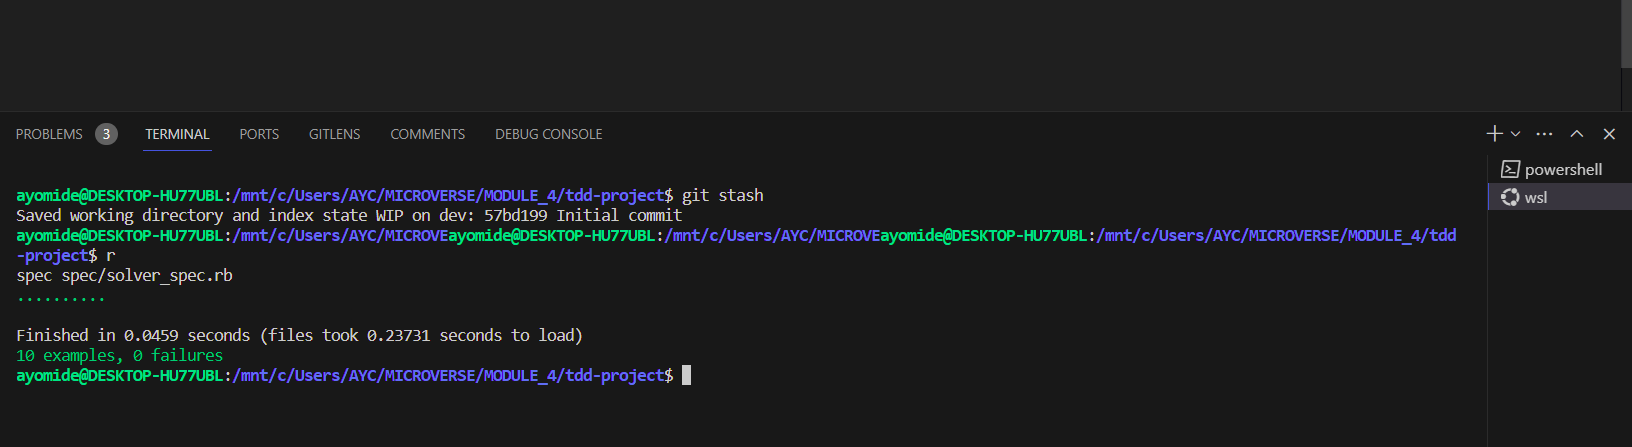 PROBLEMS 3 TERMINAL PORTS GITLENS COMMENTS DEBUG CONSOLE
powershell
wsl
ayomide@DESKTOP-HU77UBL:/mnt/c/Users/AYC/MICROVERSE/MODULE_4/tdd-project$ git stash
Saved working directory and index state WIP on dev: 57bd199 Initial commit
ayomide@DESKTOP-HU77UBL:/mnt/c/Users/AYC/MICROVEayomide@DESKTOP-HU77UBL:/mnt/c/Users/AYC/MICROVEayomide@DESKTOP-HU77UBL:/mnt/c/Users/AYC/MICROVERSE/MODULE_4/tdd
-project$ r
spec spec/solver_spec.rb
..........
Finished in 0.0459 seconds (files took 0.23731 seconds to load)
10 examples, 0 failures
ayomide@DESKTOP-HU77UBL:/mnt/c/Users/AYC/MICROVERSE/MODULE_4/tdd-project$